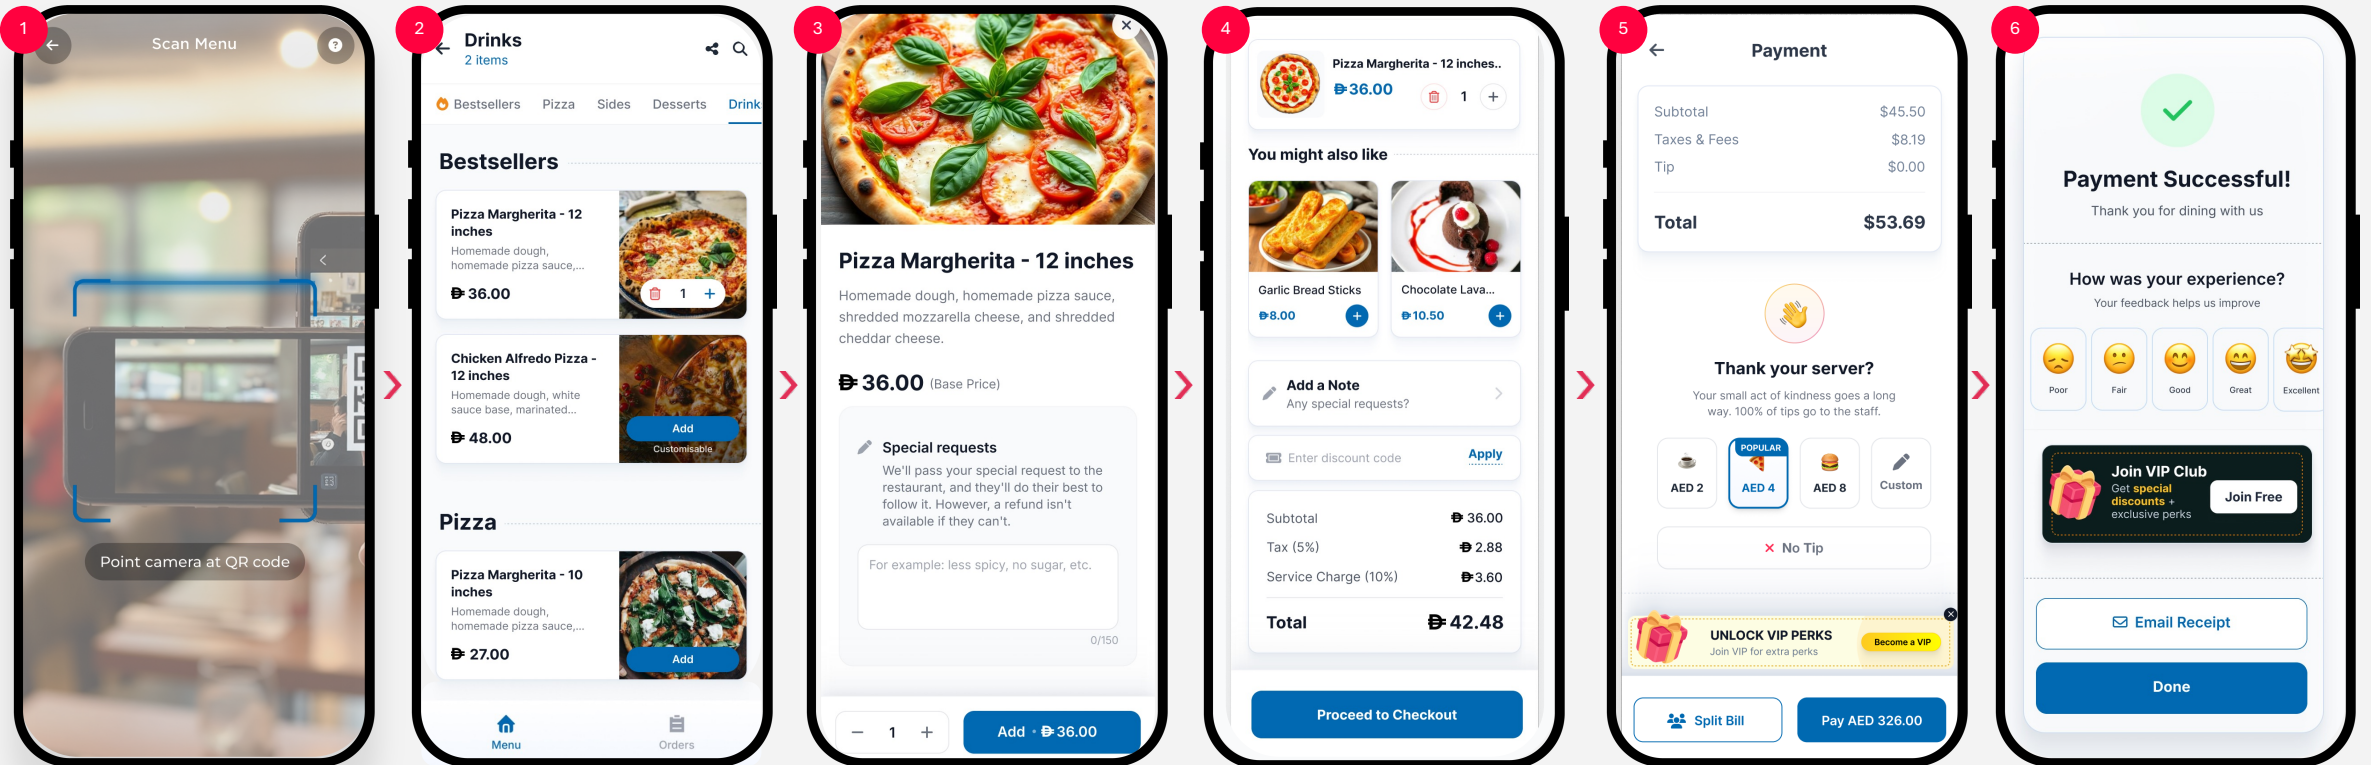 1
Scan Menu
?
Point camera at QR code
2
Drinks
2 items
Bestsellers Pizza Sides Desserts Drink
Bestsellers
Pizza Margherita - 12
inches
Homemade dough,
homemade pizza sauce,...
36.00
1
Chicken Alfredo Pizza -
12 inches
Homemade dough, white
sauce base, marinated...
48.00
Add
Customisable
Pizza
Pizza Margherita - 10
inches
Homemade dough,
homemade pizza sauce,...
27.00
Add
Menu
Orders
3
Pizza Margherita - 12 inches
Homemade dough, homemade pizza sauce,
shredded mozzarella cheese, and shredded
cheddar cheese.
36.00 (Base Price)
Special requests
We'll pass your special request to the
restaurant, and they'll do their best to
follow it. However, a refund isn't
available if they can't.
For example: less spicy, no sugar, etc.
0/150
− 1 +
Add • 36.00
4
Pizza Margherita - 12 inches..
36.00
1 +
You might also like
Garlic Bread Sticks
8.00
Chocolate Lava...
10.50
Add a Note
Any special requests?
Enter discount code
Apply
Subtotal 36.00
Tax (5%) 2.88
Service Charge (10%) 3.60
Total 42.48
Proceed to Checkout
5
Payment
Subtotal $45.50
Taxes & Fees $8.19
Tip $0.00
Total $53.69
Thank your server?
Your small act of kindness goes a long
way. 100% of tips go to the staff.
POPULAR
AED 2
AED 4
AED 8
Custom
No Tip
UNLOCK VIP PERKS
Join VIP for extra perks
Become a VIP
Split Bill
Pay AED 326.00
6
Payment Successful!
Thank you for dining with us
How was your experience?
Your feedback helps us improve
Poor Fair Good Great Excellent
Join VIP Club
Get special
discounts +
exclusive perks
Join Free
Email Receipt
Done